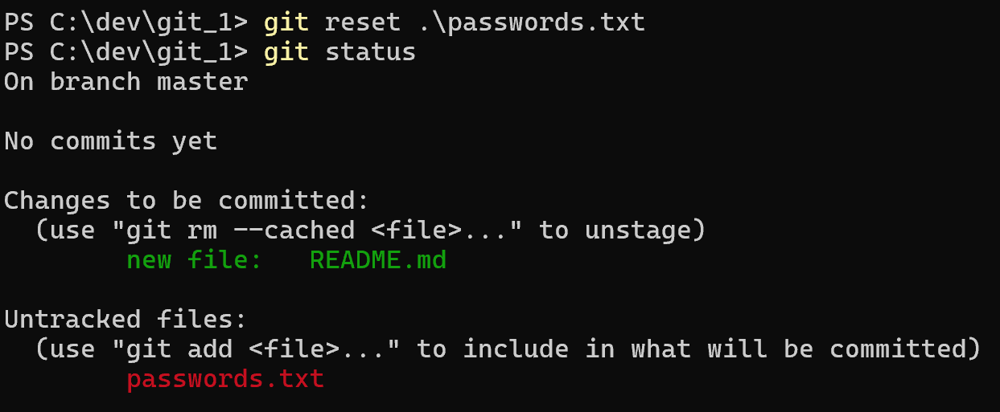 PS C:\dev\git_1> git reset .\passwords.txt
PS C:\dev\git_1> git status
On branch master
No commits yet
Changes to be committed:
  (use "git rm --cached <file>..." to unstage)
        new file:   README.md
Untracked files:
  (use "git add <file>..." to include in what will be committed)
        passwords.txt